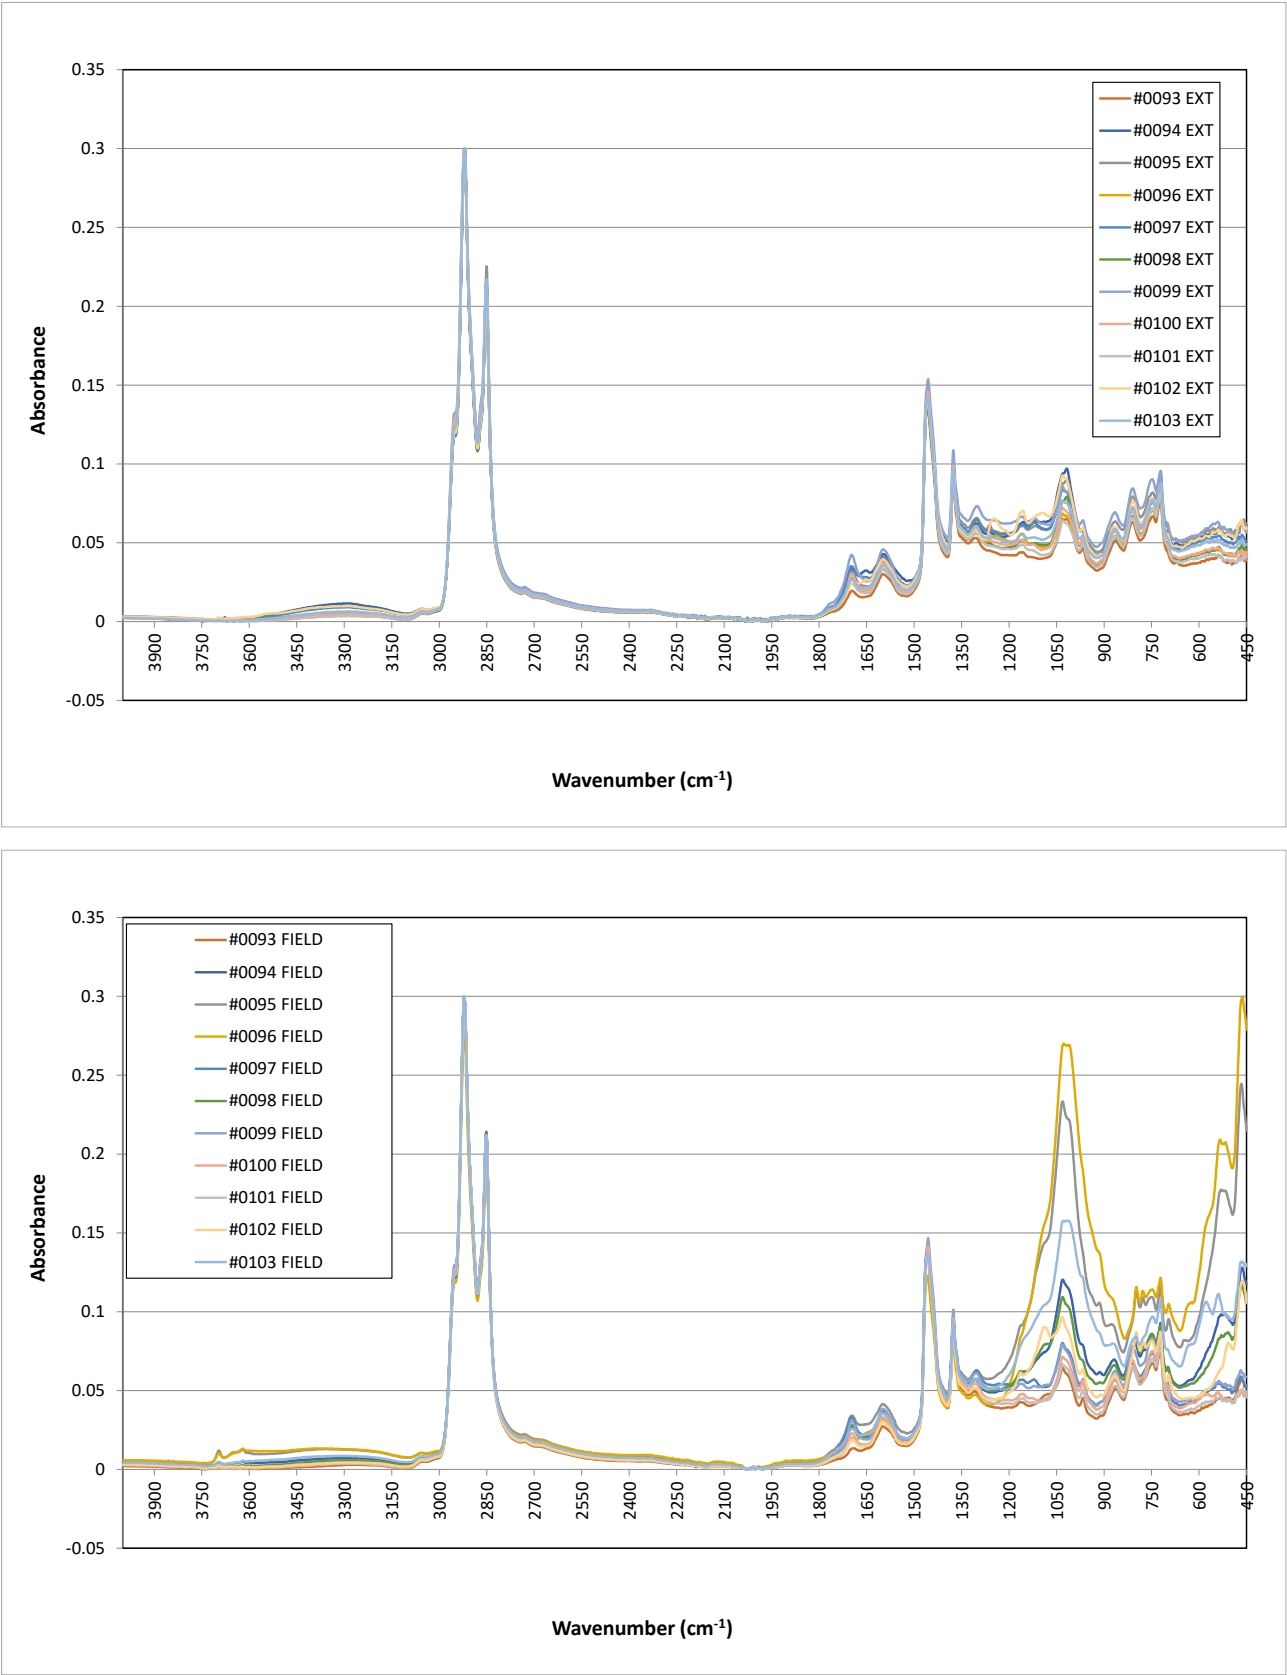 0.35
0.3
0.25
0.2
0.15
0.1
0.05
0
-0.05
Absorbance
3900 3750 3600 3450 3300 3150 3000 2850 2700 2550 2400 2250 2100 1950 1800 1650 1500 1350 1200 1050 900 750 600 450
Wavenumber (cm-1)
#0093 EXT
#0094 EXT
#0095 EXT
#0096 EXT
#0097 EXT
#0098 EXT
#0099 EXT
#0100 EXT
#0101 EXT
#0102 EXT
#0103 EXT
0.35
0.3
0.25
0.2
0.15
0.1
0.05
0
-0.05
Absorbance
#0093 FIELD
#0094 FIELD
#0095 FIELD
#0096 FIELD
#0097 FIELD
#0098 FIELD
#0099 FIELD
#0100 FIELD
#0101 FIELD
#0102 FIELD
#0103 FIELD
3900 3750 3600 3450 3300 3150 3000 2850 2700 2550 2400 2250 2100 1950 1800 1650 1500 1350 1200 1050 900 750 600 450
Wavenumber (cm-1)